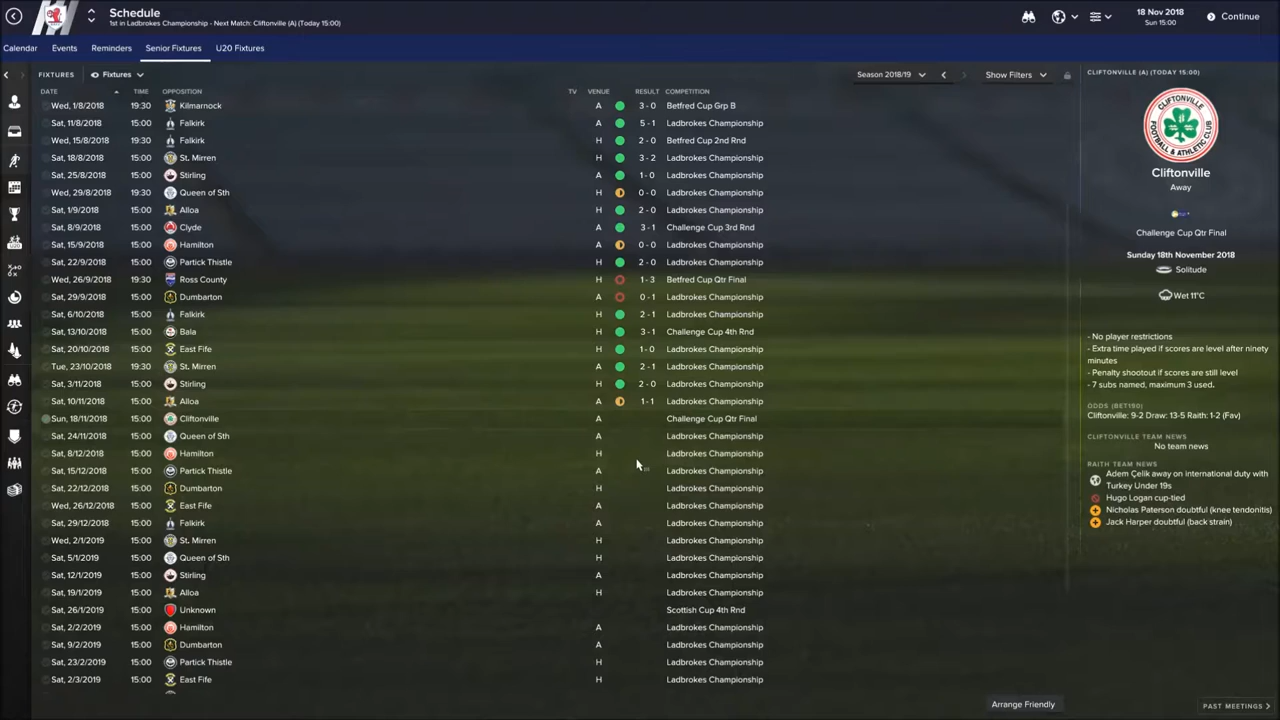 Schedule
1st in Ladbrokes Championship - Next Match: Cliftonville (A) (Today 15:00)
18 Nov 2018
Sun 15:00
Continue
Calendar Events Reminders Senior Fixtures U20 Fixtures
FIXTURES Fixtures Season 2018/19 Show Filters
DATE TIME OPPOSITION TV VENUE RESULT COMPETITION
Wed, 1/8/2018 19:30 Kilmarnock A 3 - 0 Betfred Cup Grp B
Sat, 11/8/2018 15:00 Falkirk A 5 - 1 Ladbrokes Championship
Wed, 15/8/2018 19:30 Falkirk H 2 - 0 Betfred Cup 2nd Rnd
Sat, 18/8/2018 15:00 St. Mirren H 3 - 2 Ladbrokes Championship
Sat, 25/8/2018 15:00 Stirling A 1 - 0 Ladbrokes Championship
Wed, 29/8/2018 19:30 Queen of Sth H 0 - 0 Ladbrokes Championship
Sat, 1/9/2018 15:00 Alloa H 2 - 0 Ladbrokes Championship
Sat, 8/9/2018 15:00 Clyde A 3 - 1 Challenge Cup 3rd Rnd
Sat, 15/9/2018 15:00 Hamilton A 0 - 0 Ladbrokes Championship
Sat, 22/9/2018 15:00 Partick Thistle H 2 - 0 Ladbrokes Championship
Wed, 26/9/2018 19:30 Ross County H 1 - 3 Betfred Cup Qtr Final
Sat, 29/9/2018 15:00 Dumbarton A 0 - 1 Ladbrokes Championship
Sat, 6/10/2018 15:00 Falkirk H 2 - 1 Ladbrokes Championship
Sat, 13/10/2018 15:00 Bala H 3 - 1 Challenge Cup 4th Rnd
Sat, 20/10/2018 15:00 East Fife H 1 - 0 Ladbrokes Championship
Tue, 23/10/2018 19:30 St. Mirren A 2 - 1 Ladbrokes Championship
Sat, 3/11/2018 15:00 Stirling H 2 - 0 Ladbrokes Championship
Sat, 10/11/2018 15:00 Alloa A 1 - 1 Ladbrokes Championship
Sun, 18/11/2018 15:00 Cliftonville A Challenge Cup Qtr Final
Sat, 24/11/2018 15:00 Queen of Sth A Ladbrokes Championship
Sat, 8/12/2018 15:00 Hamilton H Ladbrokes Championship
Sat, 15/12/2018 15:00 Partick Thistle A Ladbrokes Championship
Sat, 22/12/2018 15:00 Dumbarton H Ladbrokes Championship
Wed, 26/12/2018 15:00 East Fife A Ladbrokes Championship
Sat, 29/12/2018 15:00 Falkirk A Ladbrokes Championship
Wed, 2/1/2019 15:00 St. Mirren H Ladbrokes Championship
Sat, 5/1/2019 15:00 Queen of Sth H Ladbrokes Championship
Sat, 12/1/2019 15:00 Stirling A Ladbrokes Championship
Sat, 19/1/2019 15:00 Alloa H Ladbrokes Championship
Sat, 26/1/2019 15:00 Unknown Scottish Cup 4th Rnd
Sat, 2/2/2019 15:00 Hamilton A Ladbrokes Championship
Sat, 9/2/2019 15:00 Dumbarton A Ladbrokes Championship
Sat, 23/2/2019 15:00 Partick Thistle H Ladbrokes Championship
Sat, 2/3/2019 15:00 East Fife H Ladbrokes Championship
Arrange Friendly
CLIFTONVILLE (A) (TODAY 15:00)
CLIFTONVILLE
FOOTBALL & ATHLETIC CLUB
Cliftonville
Away
Challenge Cup Qtr Final
Sunday 18th November 2018
Solitude
Wet 11°C
- No player restrictions
- Extra time played if scores are level after ninety
minutes
- Penalty shootout if scores are still level
- 7 subs named, maximum 3 used.
ODDS (BET190)
Cliftonville: 9-2 Draw: 13-5 Raith: 1-2 (Fav)
CLIFTONVILLE TEAM NEWS
No team news
RAITH TEAM NEWS
Adem Çelik away on international duty with
Turkey Under 19s
Hugo Logan cup-tied
Nicholas Paterson doubtful (knee tendonitis)
Jack Harper doubtful (back strain)
PAST MEETINGS >